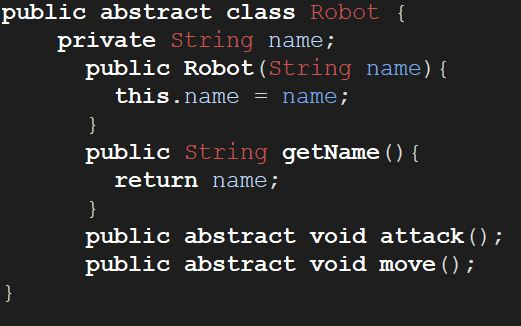 public abstract class Robot {
private String name;
public Robot(String name){
this.name = name;
}
public String getName(){
return name;
}
public abstract void attack();
public abstract void move();
}